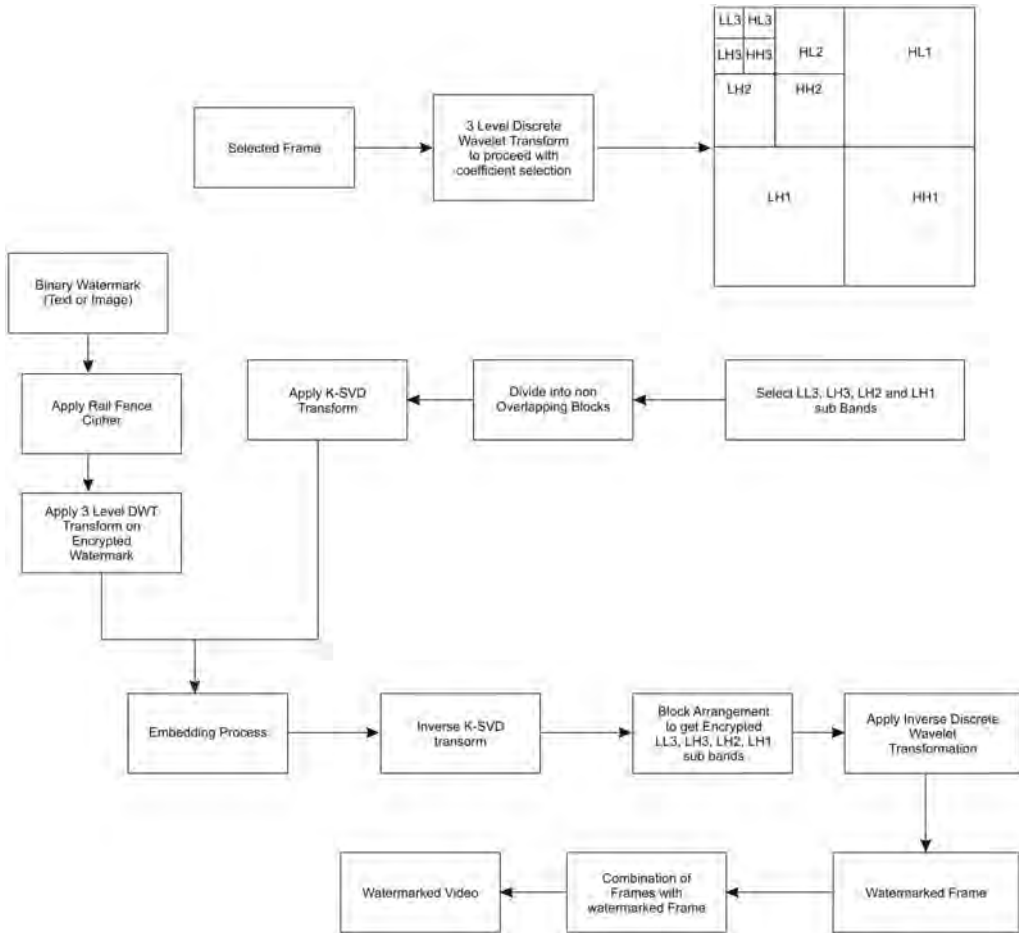 LL3 HL3
LH3 HH3
HL2
HL1
LH2
HH2
Selected Frame
3 Level Discrete
Wavelet Transform
to proceed with
coefficient selection
LH1
HH1
Binary Watermark
(Text or Image)
Apply Rail Fence
Cipher
Apply 3 Level DWT
Transform on
Encrypted
Watermark
Apply K-SVD
Transform
Divide into non
Overlapping Blocks
Select LL3, LH3, LH2 and LH1
sub Bands
Embedding Process
Inverse K-SVD
transorm
Block Arrangement
to get Encrypted
LL3, LH3, LH2, LH1
sub bands
Apply Inverse Discrete
Wavelet
Transformation
Watermarked Video
Combination of
Frames with
watermarked Frame
Watermarked Frame